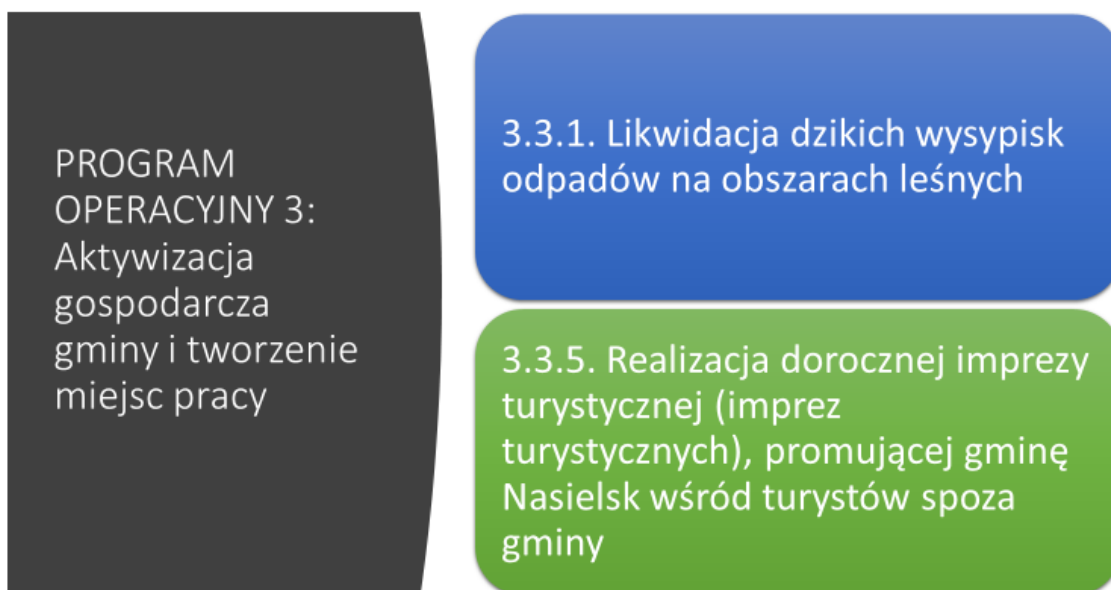 PROGRAM
OPERACYJNY 3:
Aktywizacja
gospodarcza
gminy i tworzenie
miejsc pracy
3.3.1. Likwidacja dzikich wysypisk
odpadów na obszarach leśnych
3.3.5. Realizacja dorocznej imprezy
turystycznej (imprez
turystycznych), promującej gminę
Nasielsk wśród turystów spoza
gminy